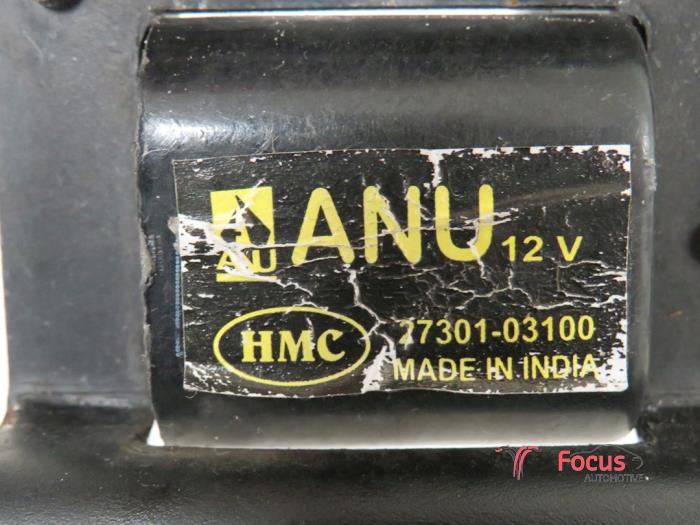 AU ANU 12 V
HMC 27301-03100
MADE IN INDIA
Focus
AUTOMOTIVE